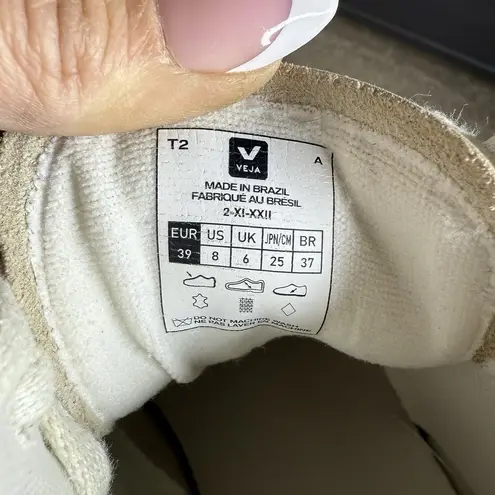 T2 V A
VEJA
MADE IN BRAZIL
FABRIQUÉ AU BRÉSIL
2-XI-XXII
EUR US UK JPN/CM BR
39 8 6 25 37
DO NOT MACHINE WASH
NE PAS LAVER EN MACHINE